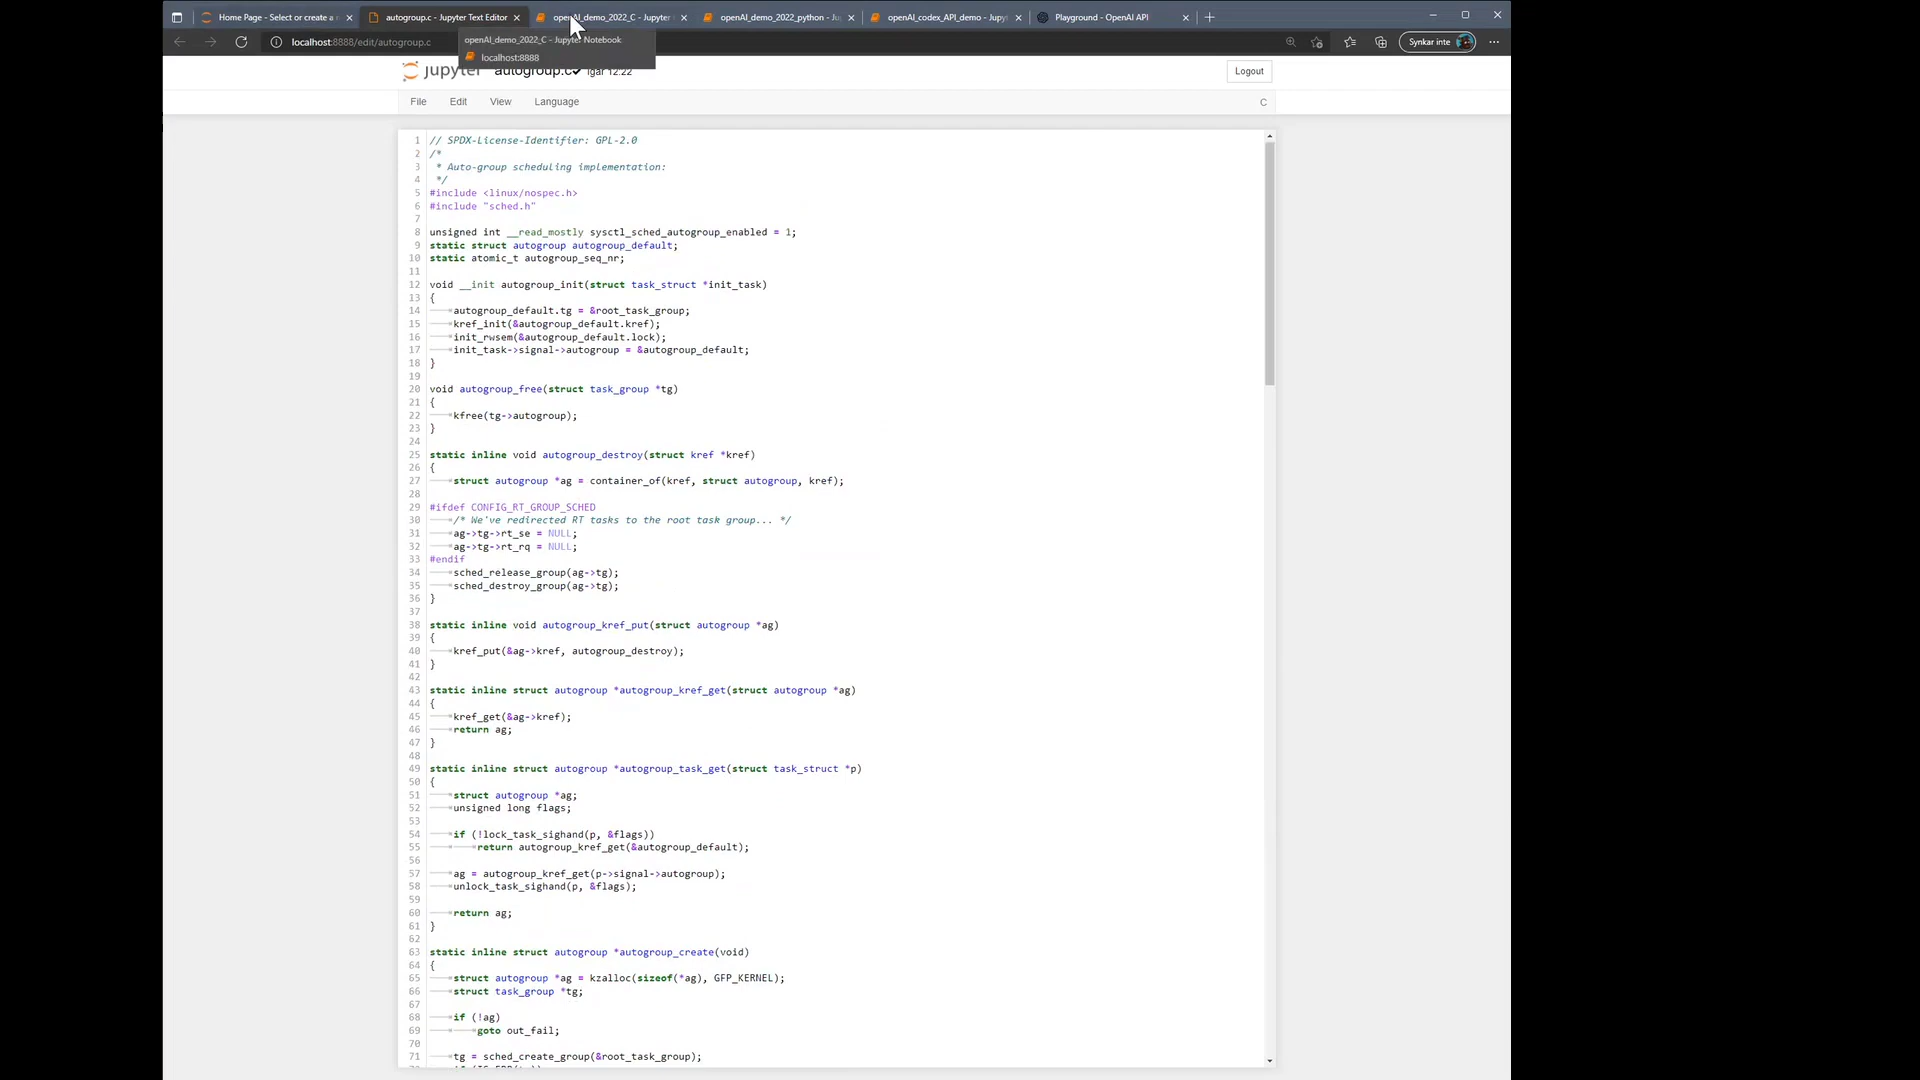 Home Page - Select or create a
autogroup.c - Jupyter Text Editor
openAI_demo_2022_C - Jupyter
openAI_demo_2022_python - Ju
openAI_codex_API_demo - Jupyt
Playground - OpenAI API
localhost:8888/edit/autogroup.c
Synkar inte
openAI_demo_2022_C - Jupyter Notebook
localhost:8888
jupyter autogroup.c✔ igår 12:22
Logout
File Edit View Language
C
1 // SPDX-License-Identifier: GPL-2.0
2 /*
3 * Auto-group scheduling implementation:
4 */
5 #include <linux/nospec.h>
6 #include "sched.h"
7
8 unsigned int __read_mostly sysctl_sched_autogroup_enabled = 1;
9 static struct autogroup autogroup_default;
10 static atomic_t autogroup_seq_nr;
11
12 void __init autogroup_init(struct task_struct *init_task)
13 {
14 autogroup_default.tg = &root_task_group;
15 kref_init(&autogroup_default.kref);
16 init_rwsem(&autogroup_default.lock);
17 init_task->signal->autogroup = &autogroup_default;
18 }
19
20 void autogroup_free(struct task_group *tg)
21 {
22 kfree(tg->autogroup);
23 }
24
25 static inline void autogroup_destroy(struct kref *kref)
26 {
27 struct autogroup *ag = container_of(kref, struct autogroup, kref);
28
29 #ifdef CONFIG_RT_GROUP_SCHED
30 /* We've redirected RT tasks to the root task group... */
31 ag->tg->rt_se = NULL;
32 ag->tg->rt_rq = NULL;
33 #endif
34 sched_release_group(ag->tg);
35 sched_destroy_group(ag->tg);
36 }
37
38 static inline void autogroup_kref_put(struct autogroup *ag)
39 {
40 kref_put(&ag->kref, autogroup_destroy);
41 }
42
43 static inline struct autogroup *autogroup_kref_get(struct autogroup *ag)
44 {
45 kref_get(&ag->kref);
46 return ag;
47 }
48
49 static inline struct autogroup *autogroup_task_get(struct task_struct *p)
50 {
51 struct autogroup *ag;
52 unsigned long flags;
53
54 if (!lock_task_sighand(p, &flags))
55 return autogroup_kref_get(&autogroup_default);
56
57 ag = autogroup_kref_get(p->signal->autogroup);
58 unlock_task_sighand(p, &flags);
59
60 return ag;
61 }
62
63 static inline struct autogroup *autogroup_create(void)
64 {
65 struct autogroup *ag = kzalloc(sizeof(*ag), GFP_KERNEL);
66 struct task_group *tg;
67
68 if (!ag)
69 goto out_fail;
70
71 tg = sched_create_group(&root_task_group);